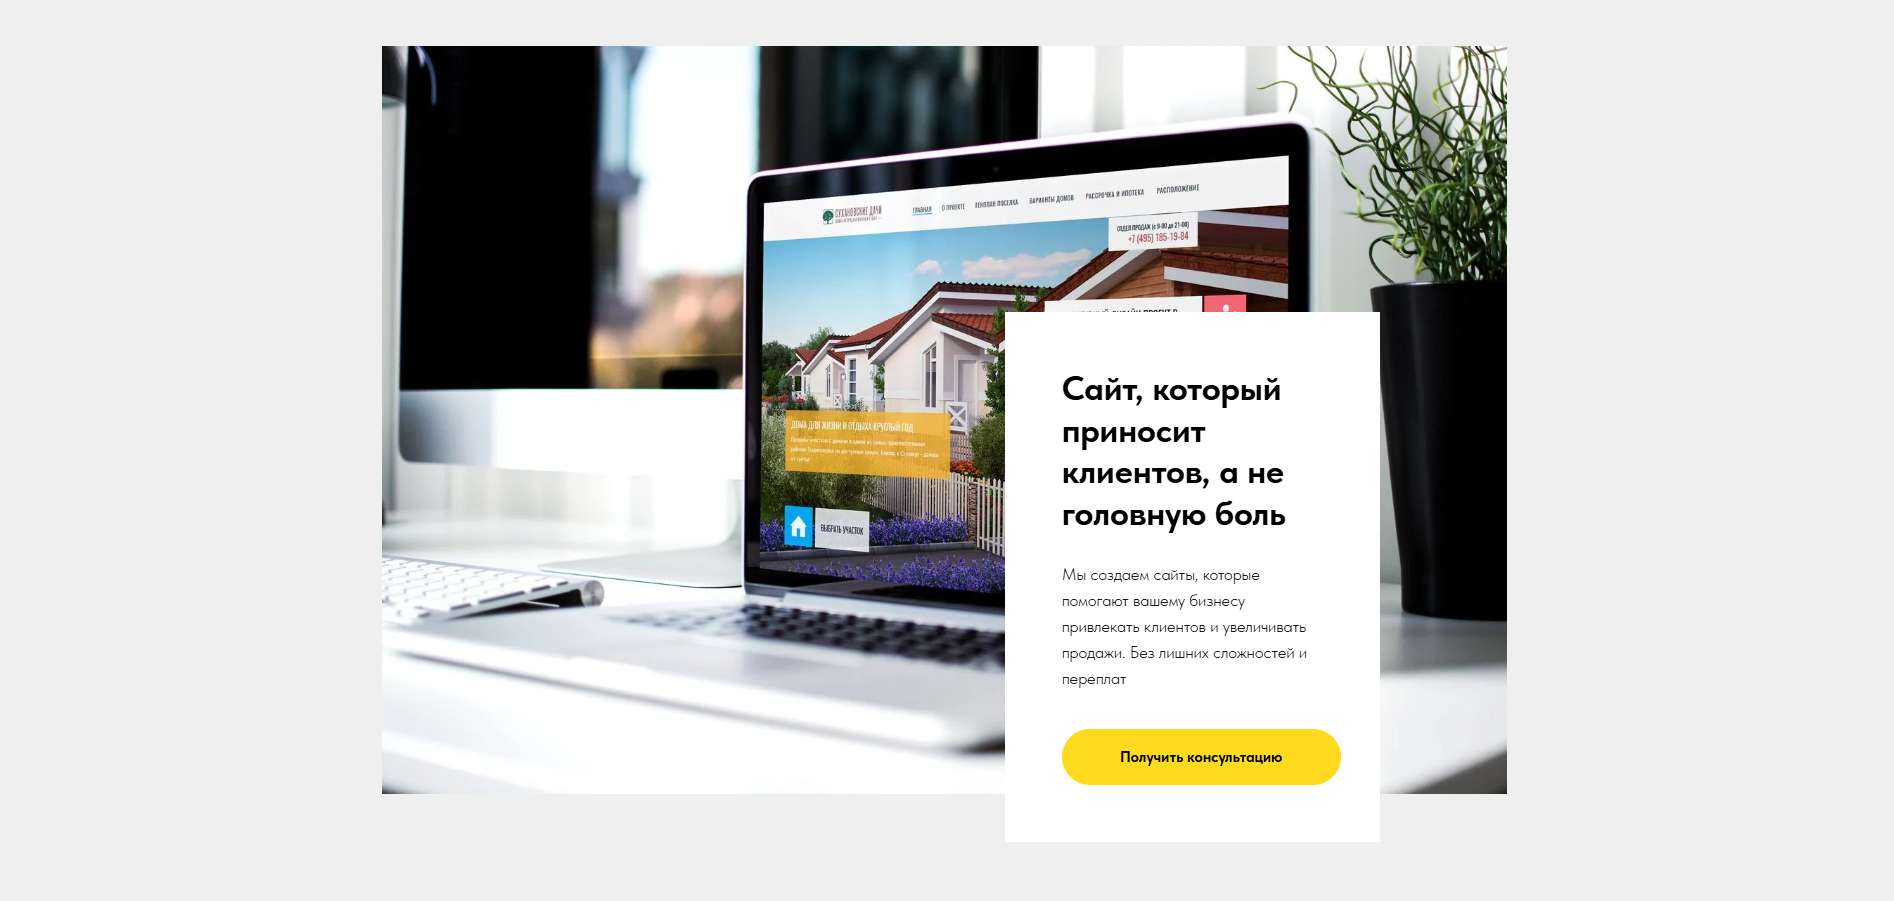 СУХАНОВСКИЕ ДАЧИ
ГЛАВНАЯ О ПРОЕКТЕ ГЕНПЛАН ПОСЕЛКА ВАРИАНТЫ ДОМОВ РАССРОЧКА И ИПОТЕКА РАСПОЛОЖЕНИЕ
ОТДЕЛ ПРОДАЖ (с 9-00 до 21-00)
+7 (495) 185-19-84
ДОМА ДЛЯ ЖИЗНИ И ОТДЫХА КРУГЛЫЙ ГОД
ВЫБРАТЬ УЧАСТОК
Сайт, который
приносит
клиентов, а не
головную боль
Мы создаем сайты, которые
помогают вашему бизнесу
привлекать клиентов и увеличивать
продажи. Без лишних сложностей и
переплат
Получить консультацию